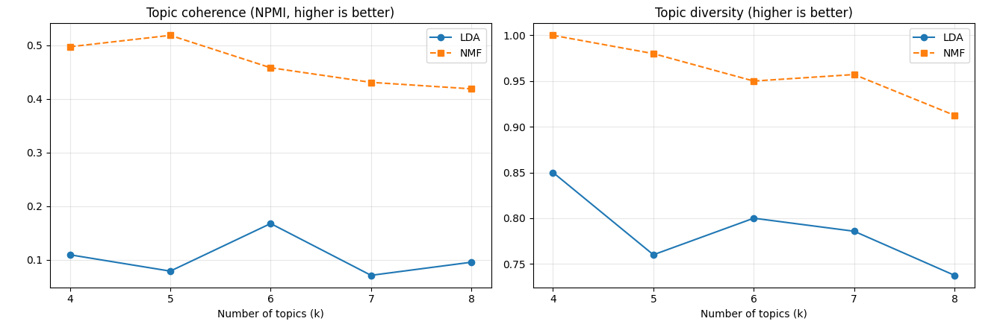 Topic coherence (NPMI, higher is better)
LDA
NMF
0.5
0.4
0.3
0.2
0.1
4 5 6 7 8
Number of topics (k)
Topic diversity (higher is better)
LDA
NMF
1.00
0.95
0.90
0.85
0.80
0.75
4 5 6 7 8
Number of topics (k)